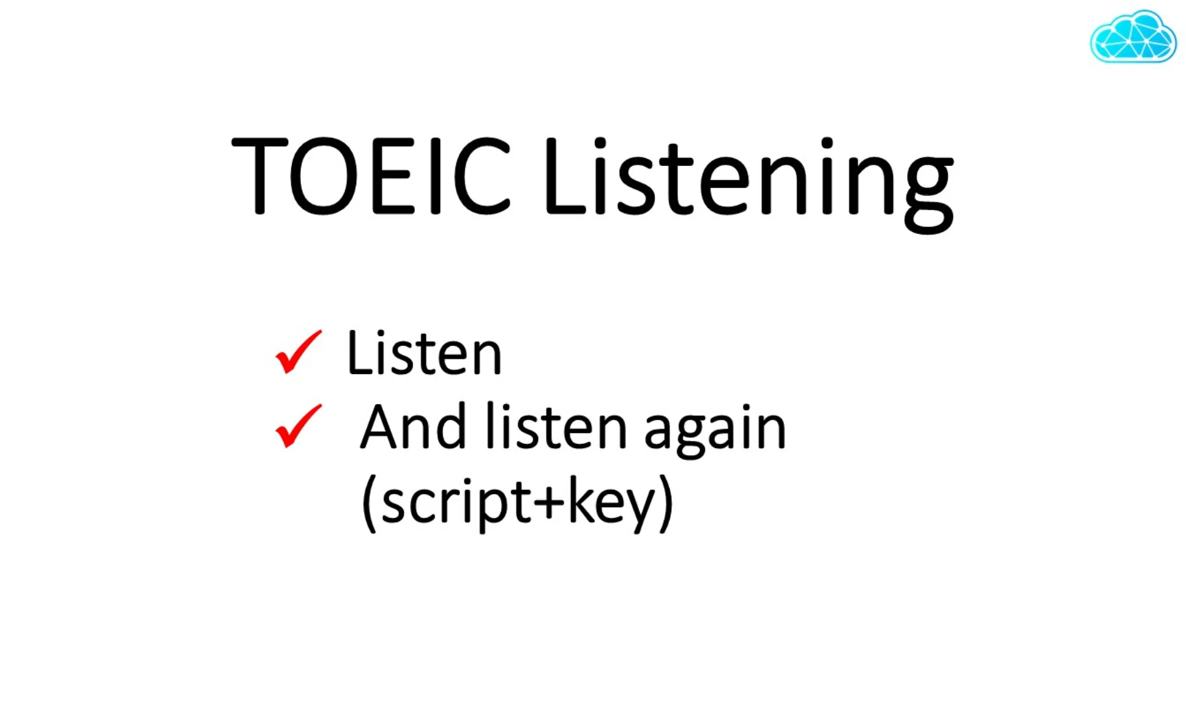 TOEIC Listening
✓ Listen
✓ And listen again
(script+key)